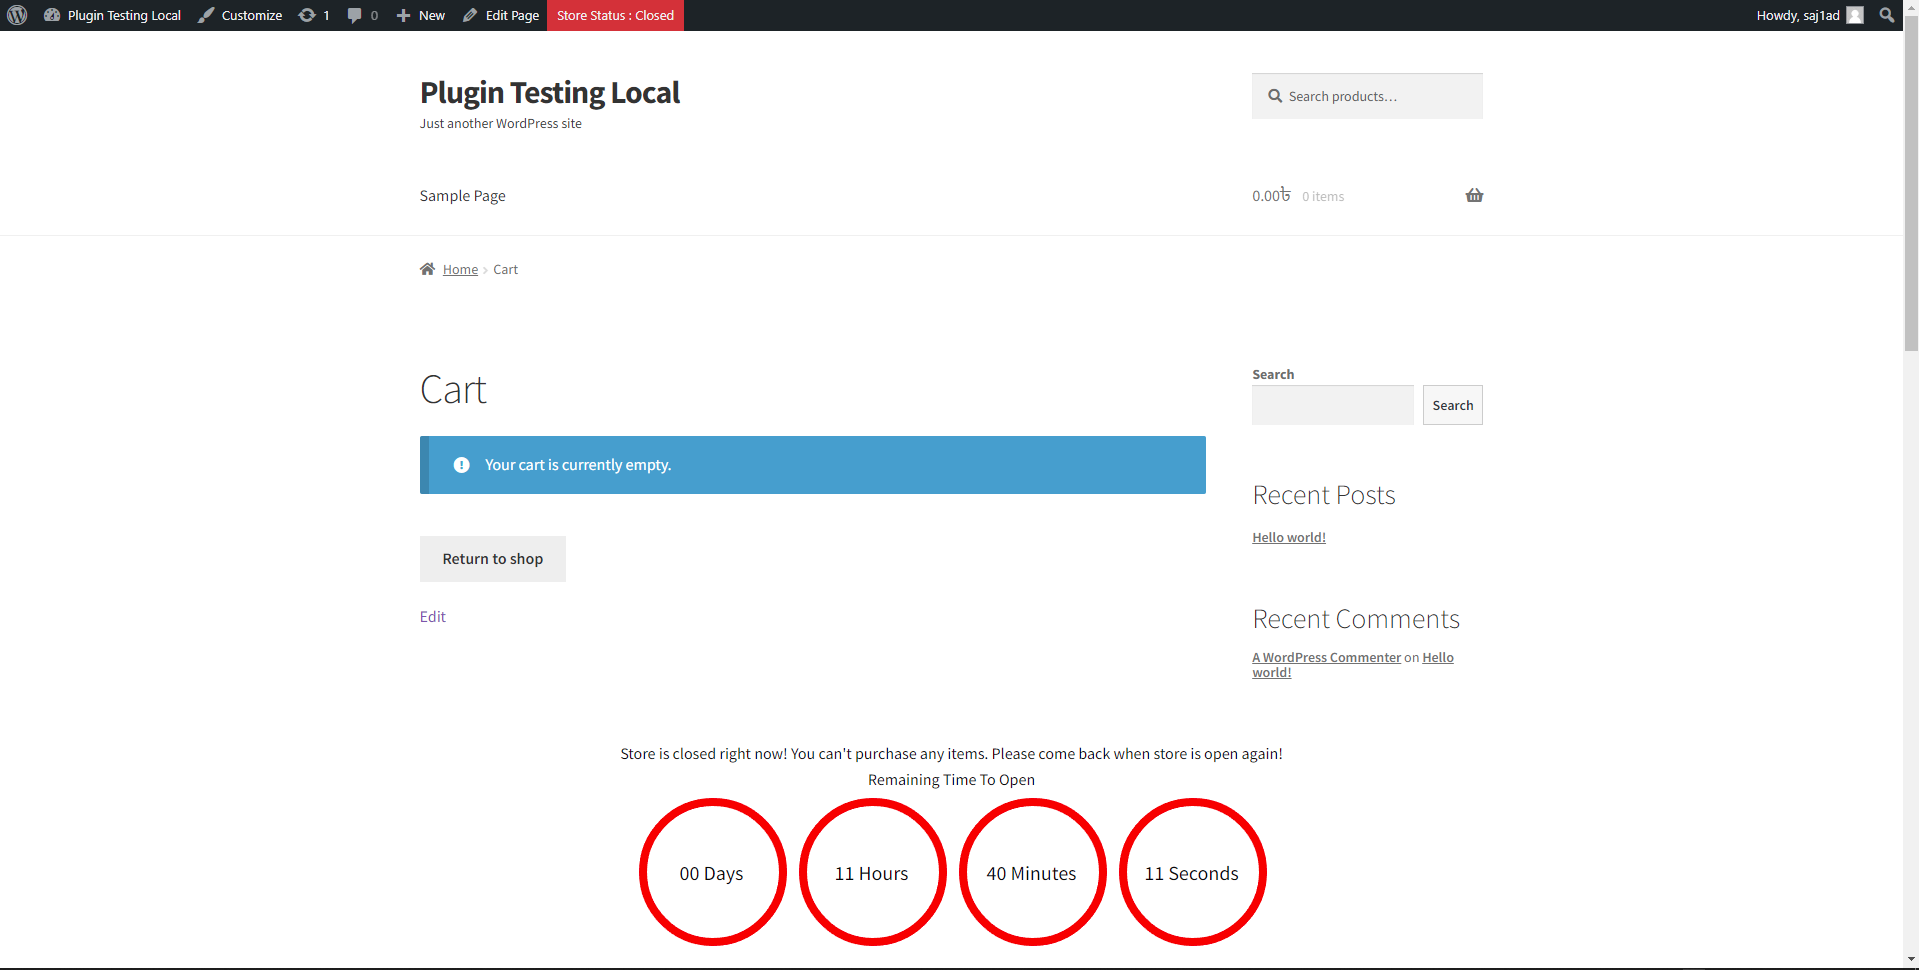 Plugin Testing Local Customize 1 0 New Edit Page Store Status : Closed Howdy, saj1ad
Plugin Testing Local
Just another WordPress site
Search products…
Sample Page
0.00৳ 0 items
Home › Cart
Cart
Your cart is currently empty.
Return to shop
Edit
Search
Search
Recent Posts
Hello world!
Recent Comments
A WordPress Commenter on Hello
world!
Store is closed right now! You can't purchase any items. Please come back when store is open again!
Remaining Time To Open
00 Days 11 Hours 40 Minutes 11 Seconds